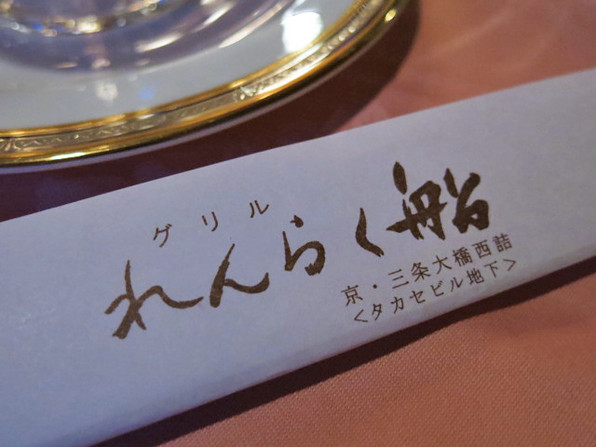 グリル
れんらく船
京・三条大橋西詰
<タカセビル地下>